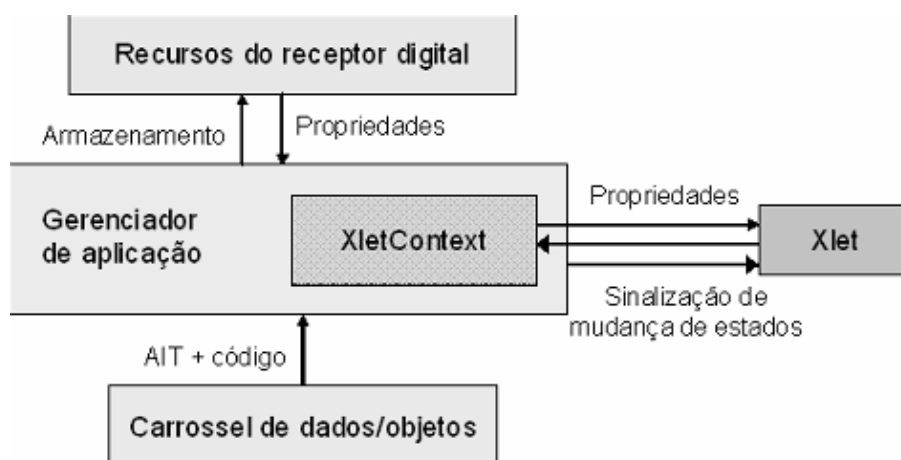 Recursos do receptor digital
Armazenamento
Propriedades
Gerenciador
de aplicação
XletContext
Propriedades
Xlet
Sinalização de
mudança de estados
AIT + código
Carrossel de dados/objetos